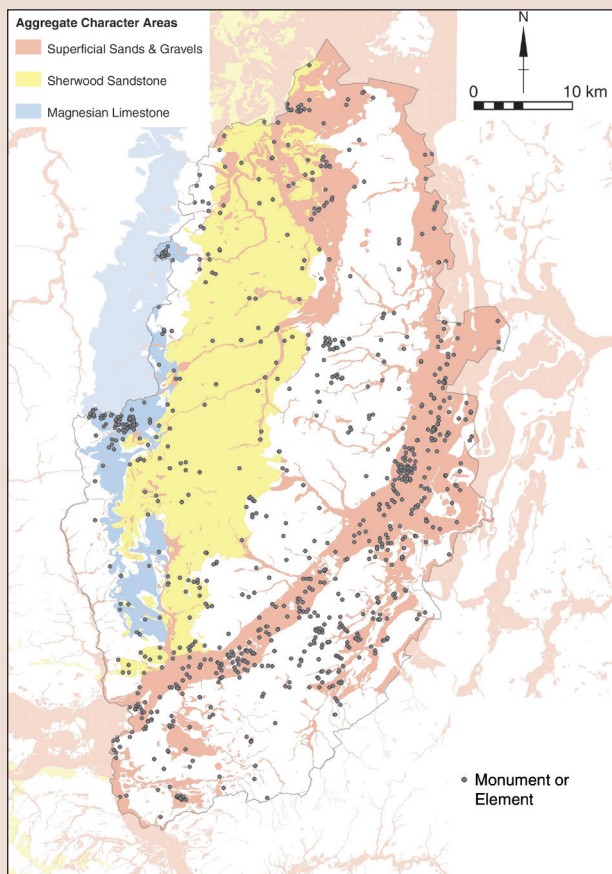 Aggregate Character Areas
Superficial Sands & Gravels
Sherwood Sandstone
Magnesian Limestone
N
0 10 km
Monument or
Element